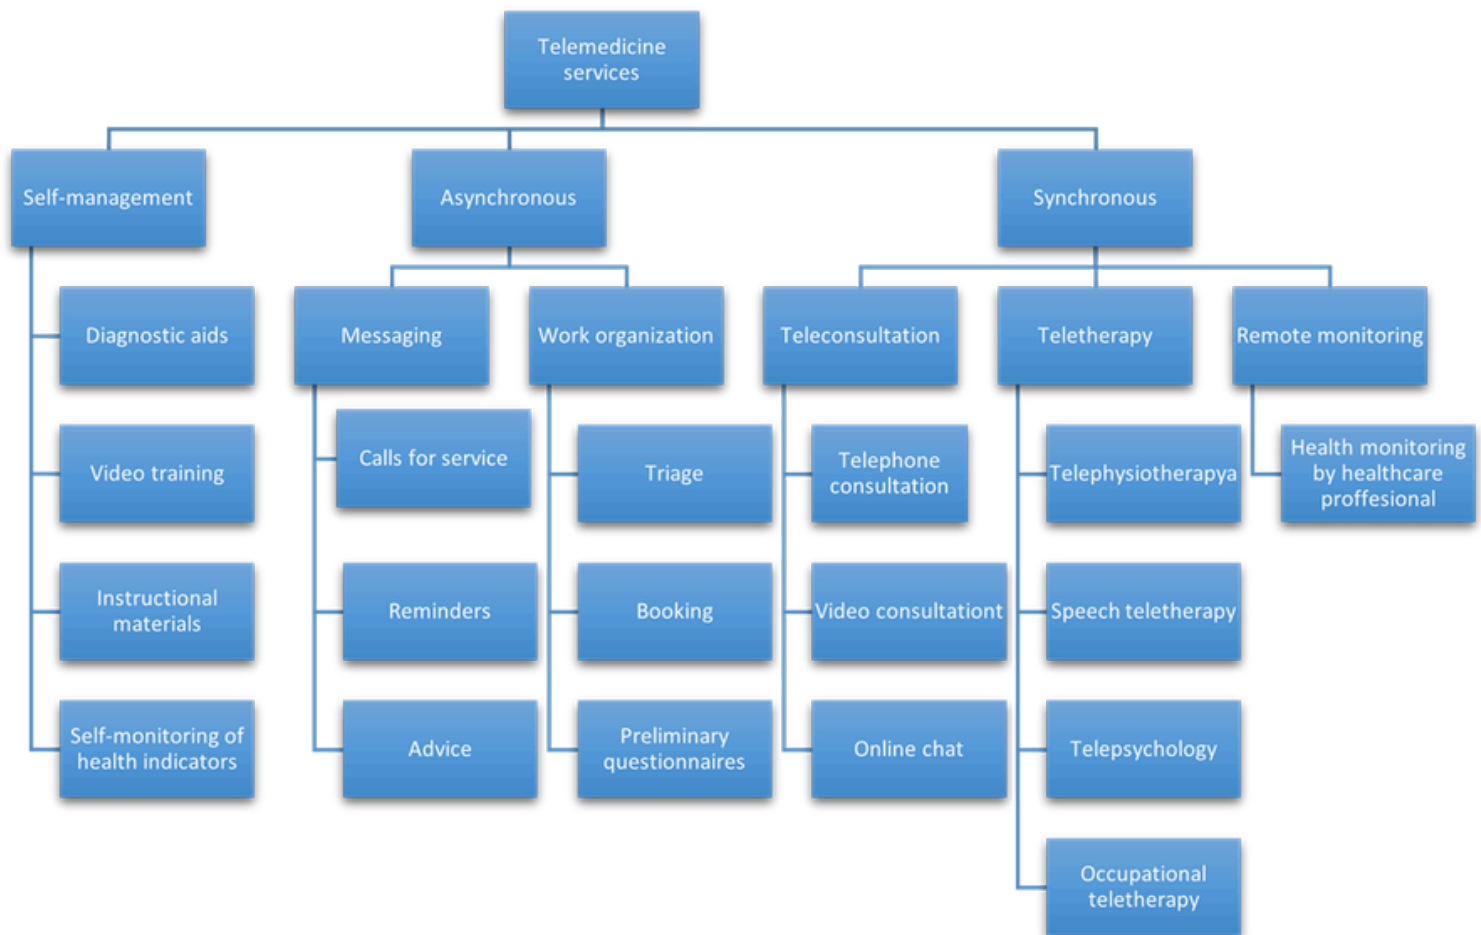 Telemedicine
services
Self-management
Asynchronous
Synchronous
Diagnostic aids
Messaging
Work organization
Teleconsultation
Teletherapy
Remote monitoring
Video training
Calls for service
Triage
Telephone
consultation
Telephysiotherapya
Health monitoring
by healthcare
proffesional
Instructional
materials
Reminders
Booking
Video consultationt
Speech teletherapy
Self-monitoring of
health indicators
Advice
Preliminary
questionnaires
Online chat
Telepsychology
Occupational
teletherapy